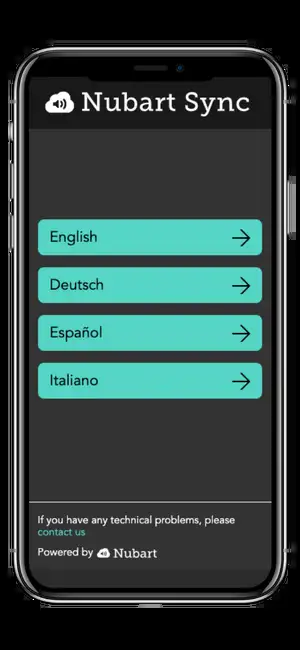 Nubart Sync
English
Deutsch
Español
Italiano
If you have any technical problems, please
contact us
Powered by Nubart